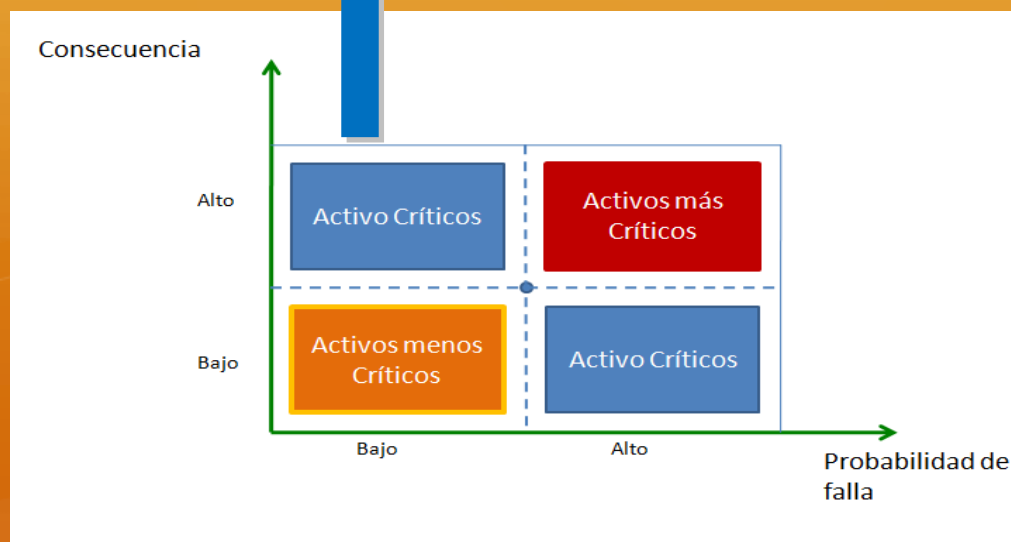 Consecuencia
Alto
Activo Críticos
Activos más
Críticos
Bajo
Activos menos
Críticos
Activo Críticos
Bajo
Alto
Probabilidad de
falla